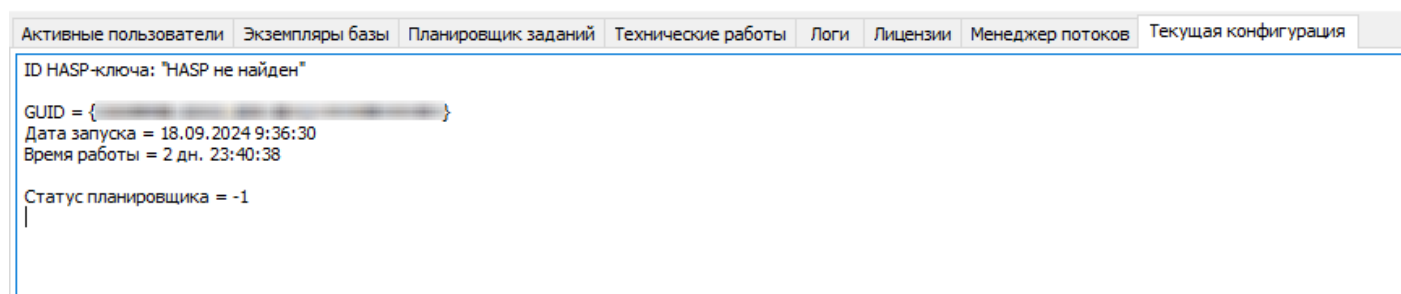 Активные пользователи Экземпляры базы Планировщик заданий Технические работы Логи Лицензии Менеджер потоков Текущая конфигурация
ID HASP-ключа: "HASP не найден"
GUID = { }
Дата запуска = 18.09.2024 9:36:30
Время работы = 2 дн. 23:40:38
Статус планировщика = -1